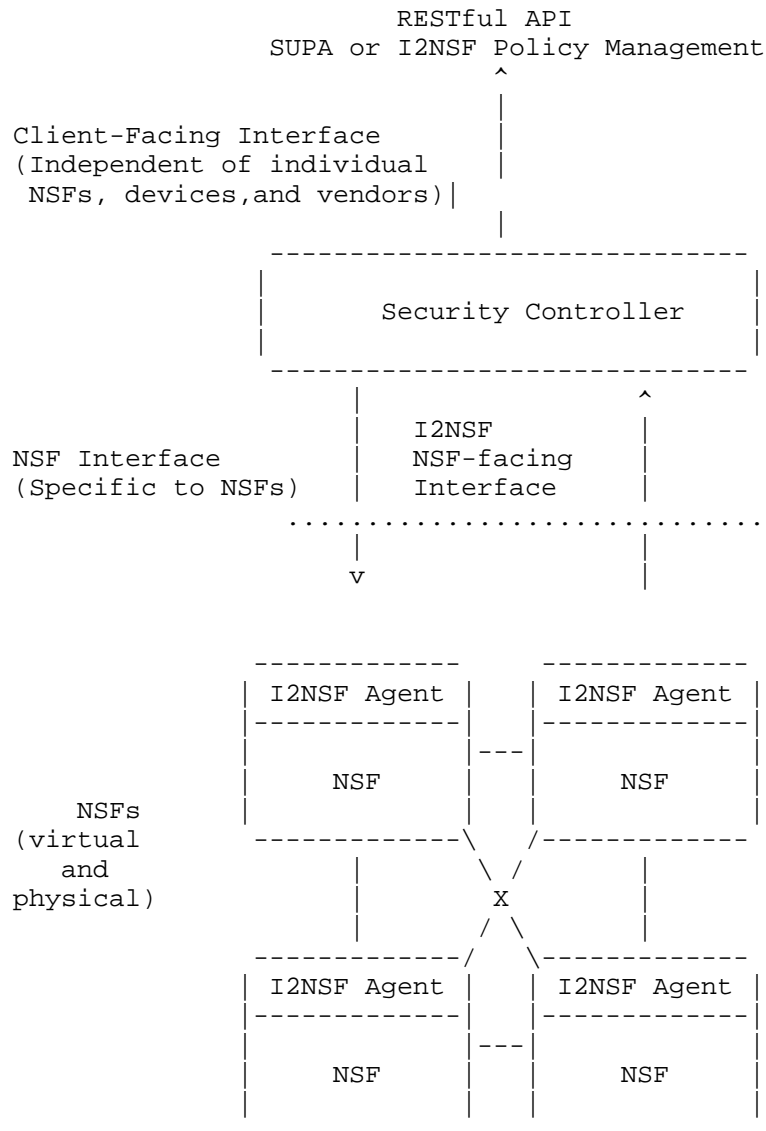 RESTful API
SUPA or I2NSF Policy Management
Client-Facing Interface
(Independent of individual
NSFs, devices,and vendors)
Security Controller
I2NSF
NSF Interface NSF-facing
(Specific to NSFs) Interface
I2NSF Agent I2NSF Agent
NSF NSF
NSFs
(virtual
and
physical)
X
I2NSF Agent I2NSF Agent
NSF NSF